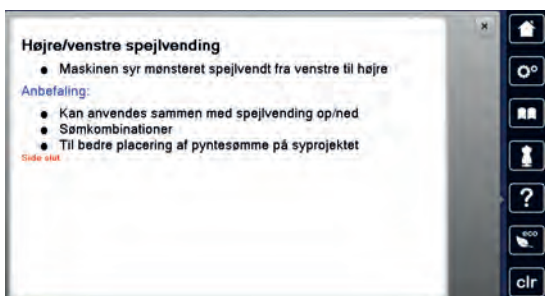 Højre/venstre spejlvending
● Maskinen syr mønsteret spejlvendt fra venstre til højre
Anbefaling:
● Kan anvendes sammen med spejlvending op/ned
● Sømkombinationer
● Til bedre placering af pyntesømme på syprojektet
Side slut
×
?
eco
clr